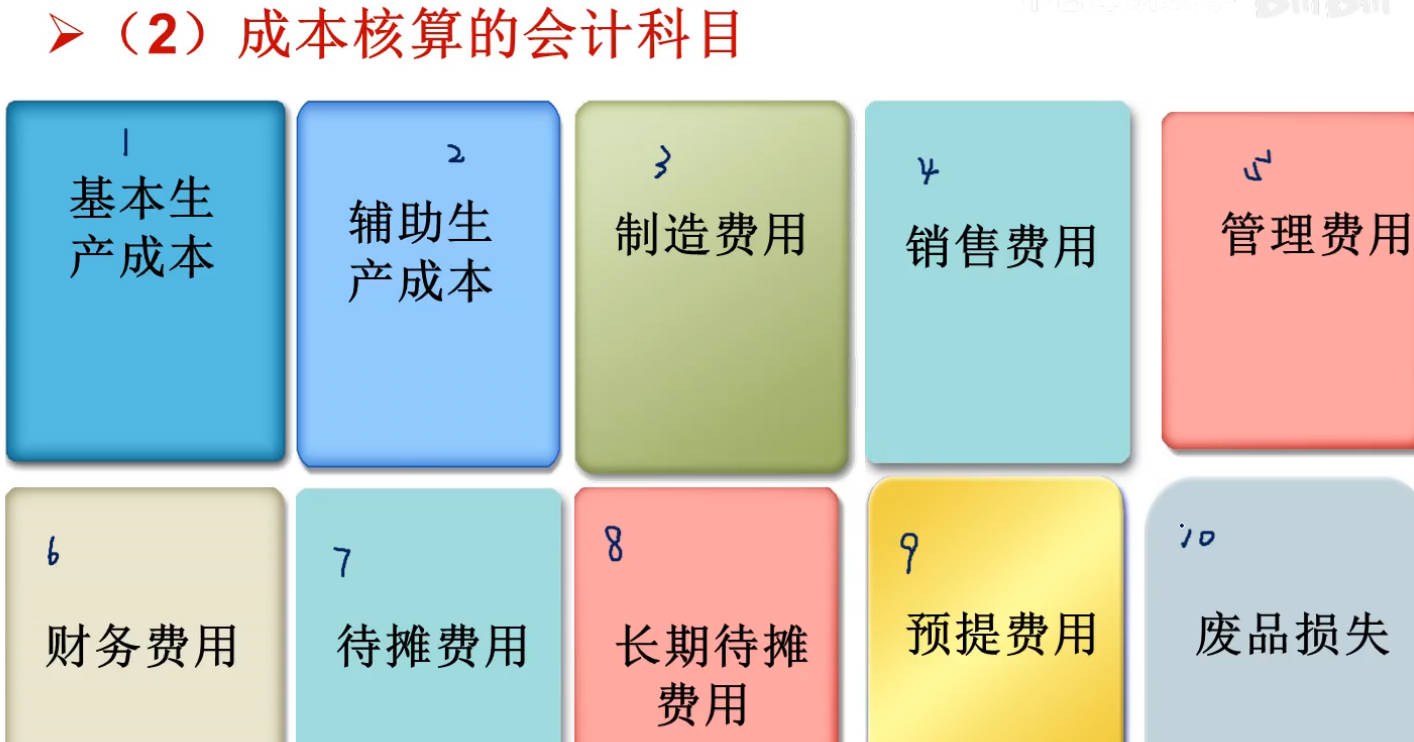 ➢（2）成本核算的会计科目
1
基本生
产成本
2
辅助生
产成本
3
制造费用
4
销售费用
5
管理费用
6
财务费用
7
待摊费用
8
长期待摊
费用
9
预提费用
10
废品损失